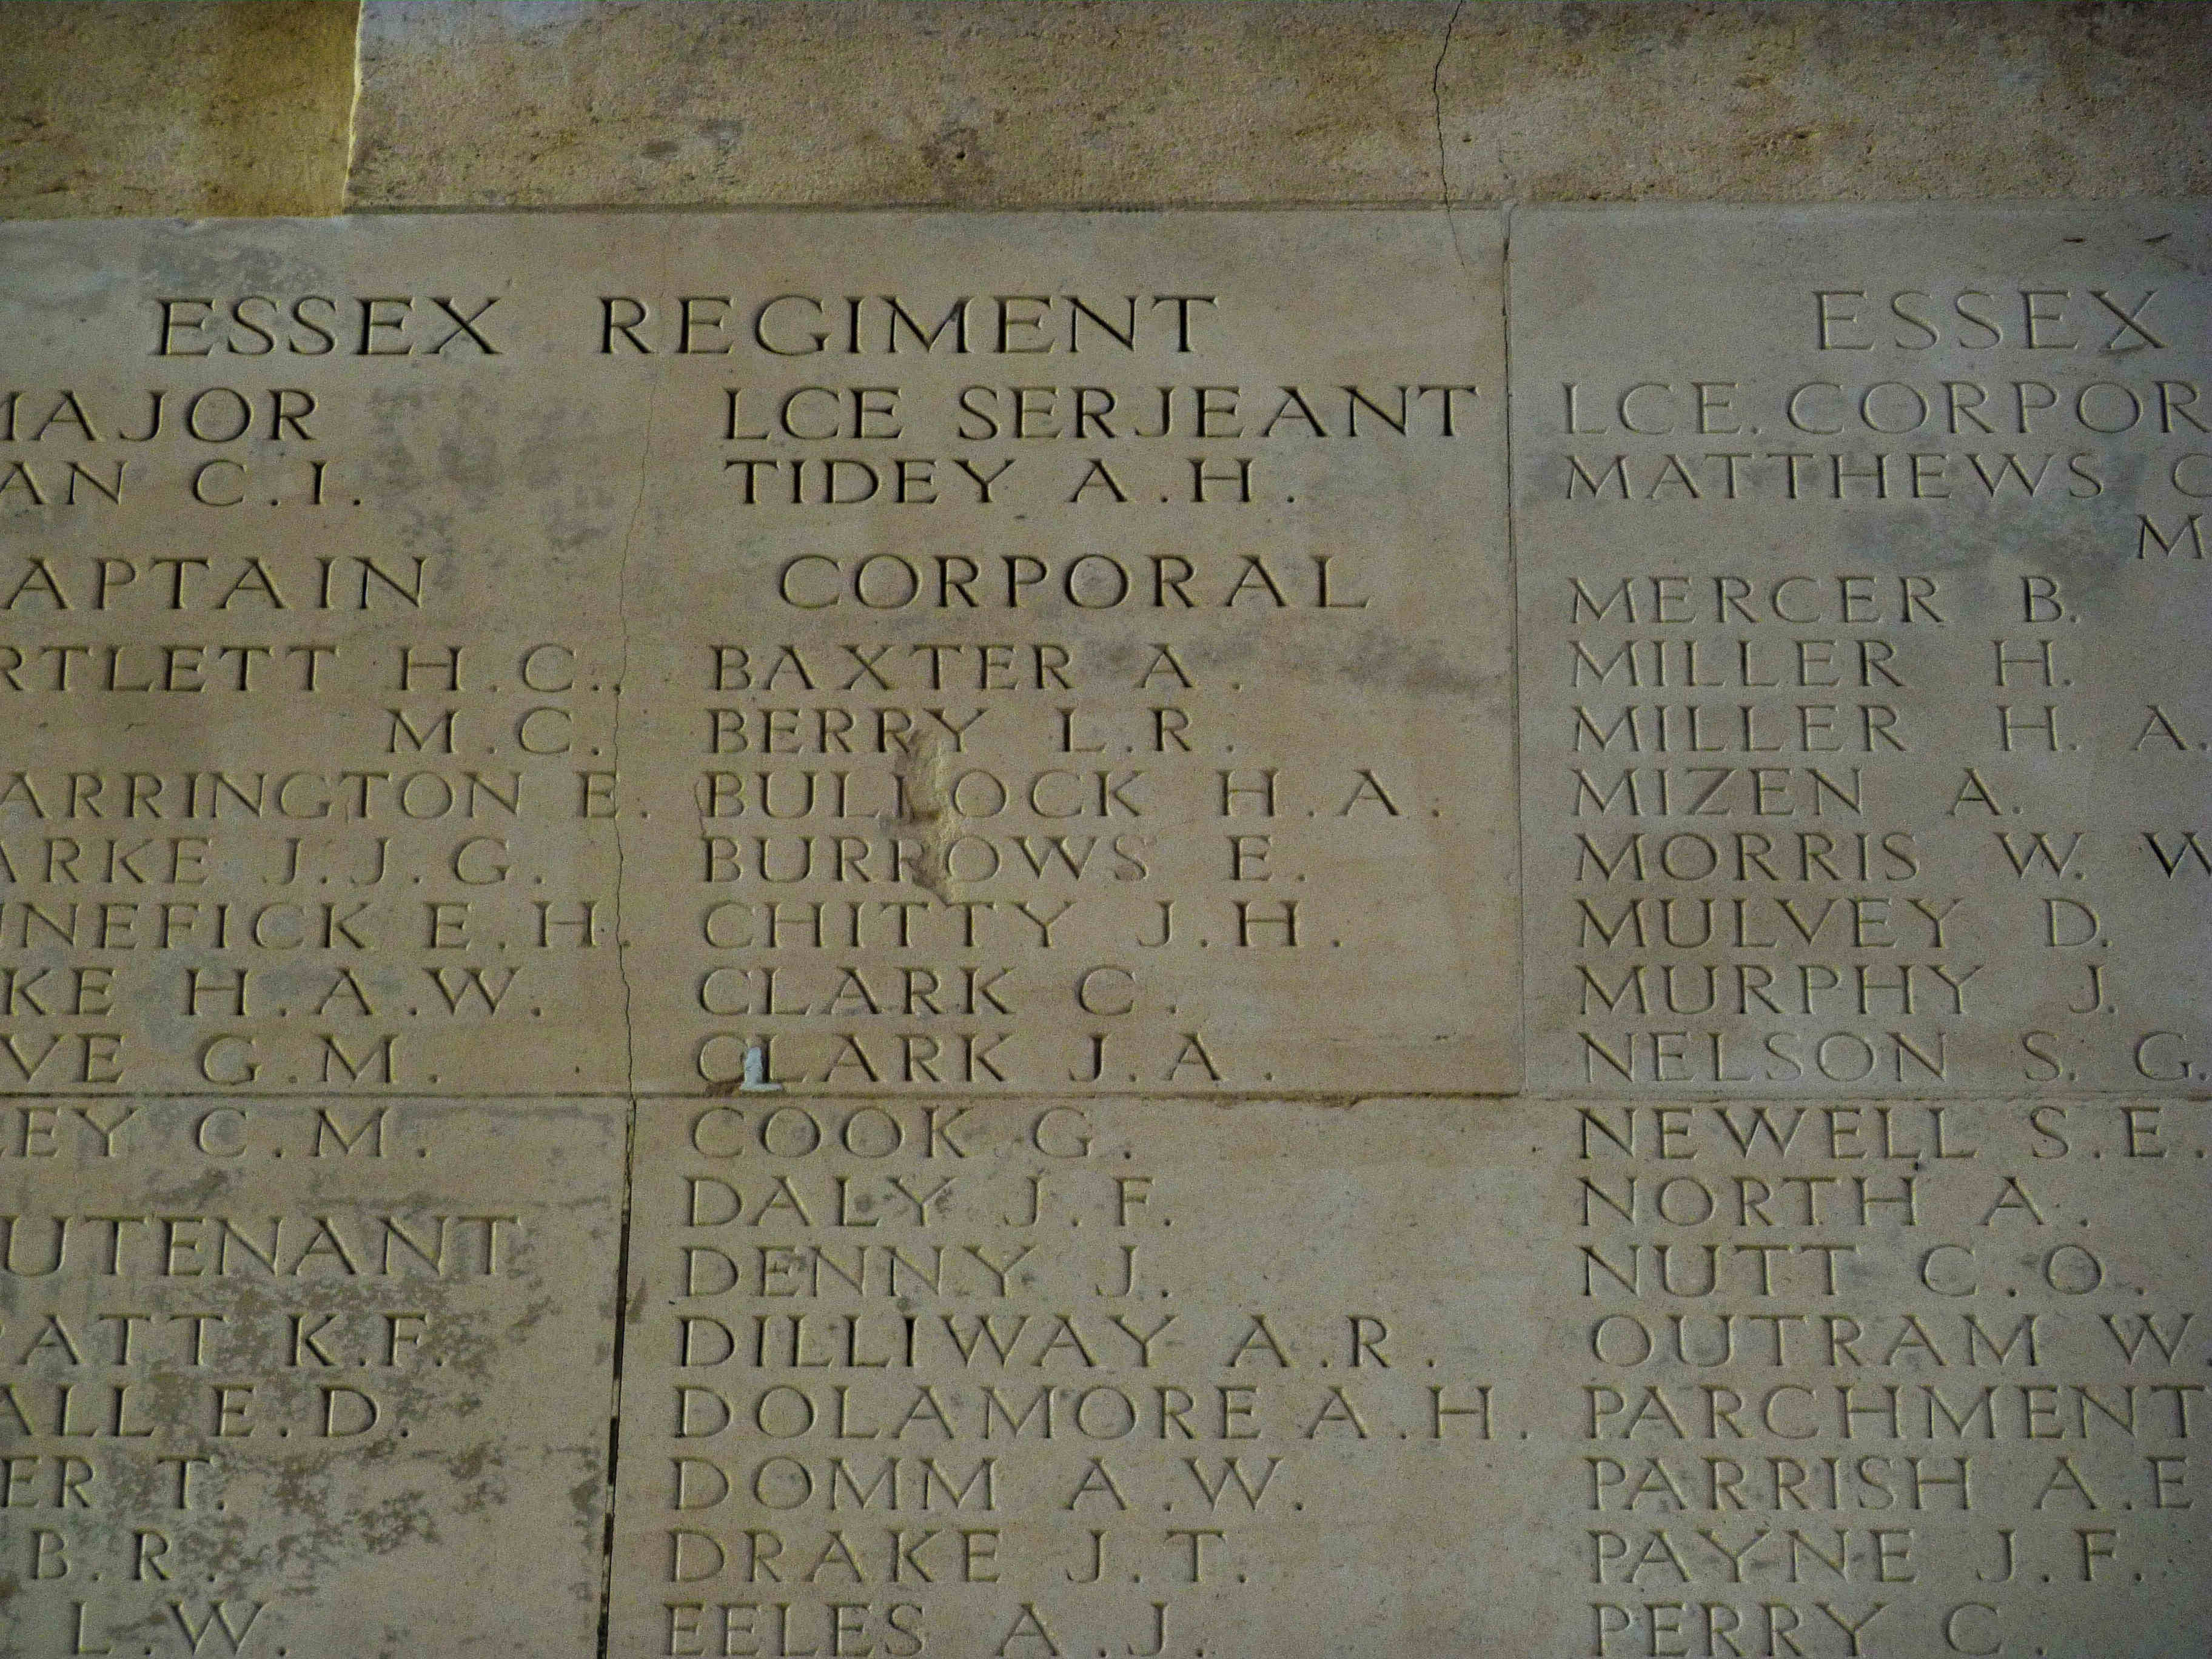 ESSEX REGIMENT
MAJOR
AN C.I.
APTAIN
RTLETT H.C.,
M.C.
ARRINGTON E.
ARKE J.J.G.
NNEFICK E.H.
KE H.A.W.
VE G.M.
EY C.M.
UTENANT
ATT K.F.
ALL E.D.
ER T.
B.R.
L.W.
LCE SERJEANT
TIDEY A.H.
CORPORAL
BAXTER A.
BERRY L.R.
BULLOCK H.A.
BURROWS E.
CHITTY J.H.
CLARK C.
CLARK J.A.
COOK G.
DALY J.F.
DENNY J.
DILLIWAY A.R.
DOLAMORE A.H.
DOMM A.W.
DRAKE J.T.
EELES A.J.
ESSEX
LCE. CORPOR
MATTHEWS C
M
MERCER B.
MILLER H.
MILLER H. A.
MIZEN A.
MORRIS W. W
MULVEY D.
MURPHY J.
NELSON S. G.
NEWELL S.E.
NORTH A.
NUTT C.O.
OUTRAM W.
PARCHMENT
PARRISH A.E
PAYNE J.F.
PERRY C.